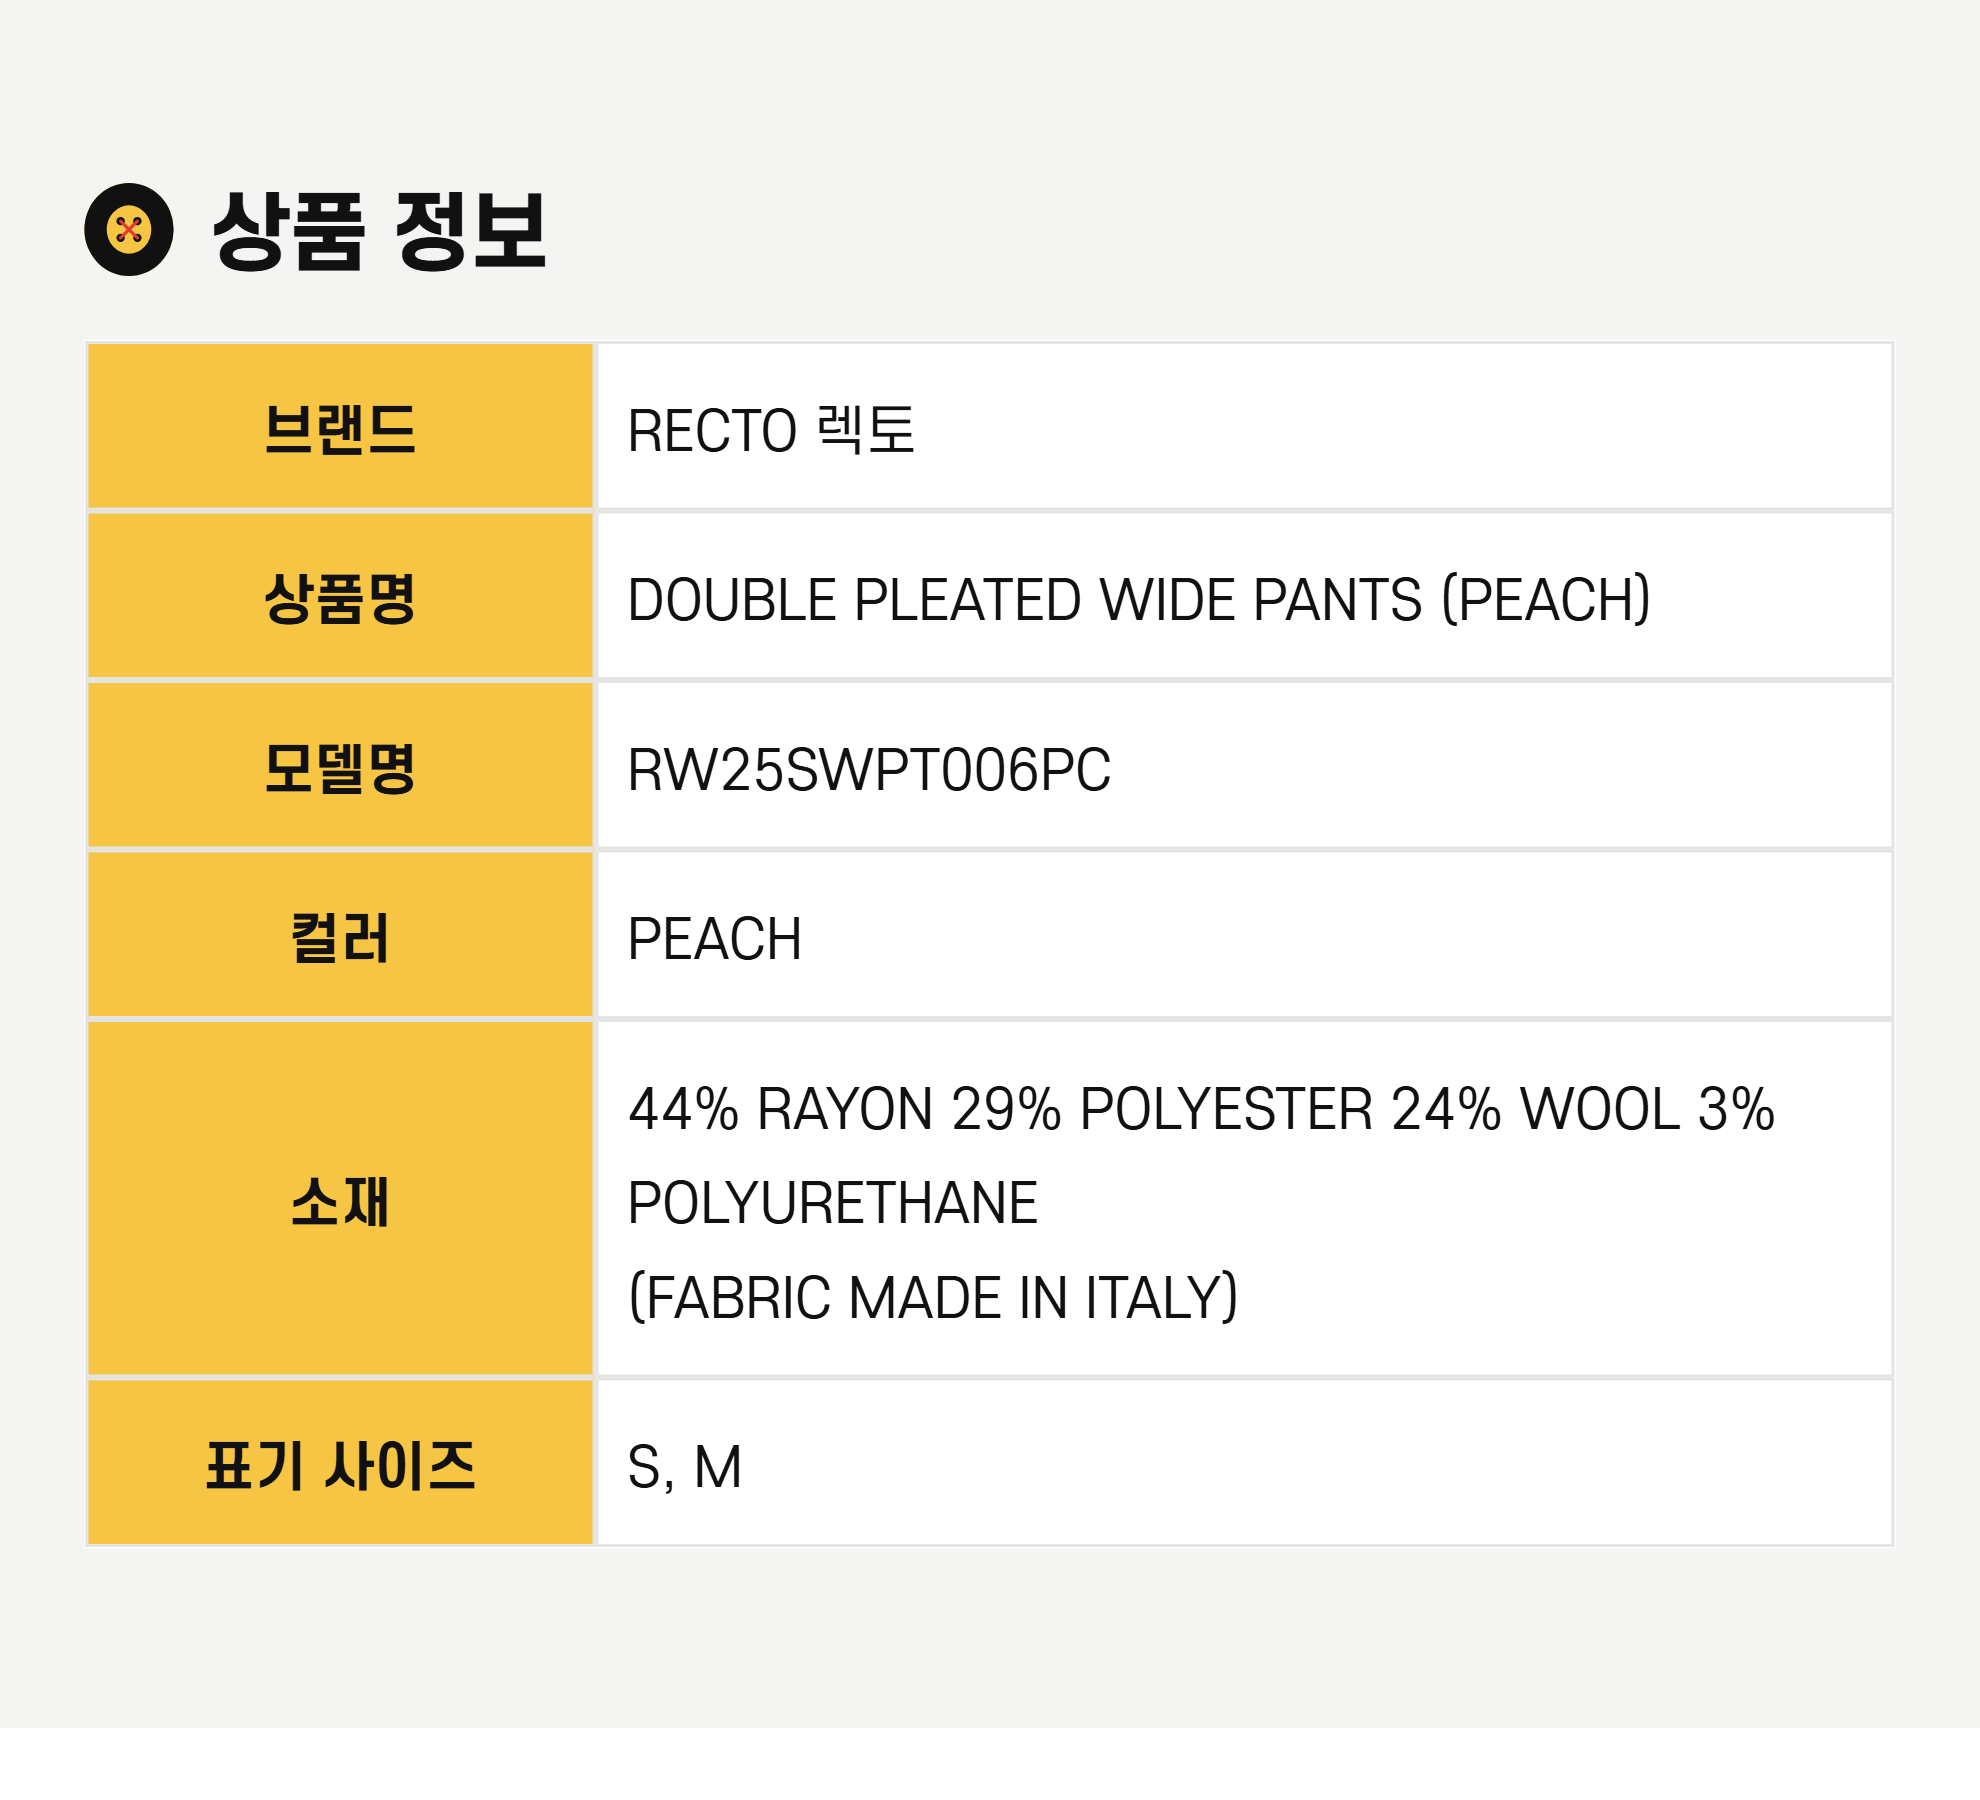 상품 정보
브랜드
RECTO 렉토
상품명
DOUBLE PLEATED WIDE PANTS (PEACH)
모델명
RW25SWPT006PC
컬러
PEACH
소재
44% RAYON 29% POLYESTER 24% WOOL 3%
POLYURETHANE
(FABRIC MADE IN ITALY)
표기 사이즈
S, M